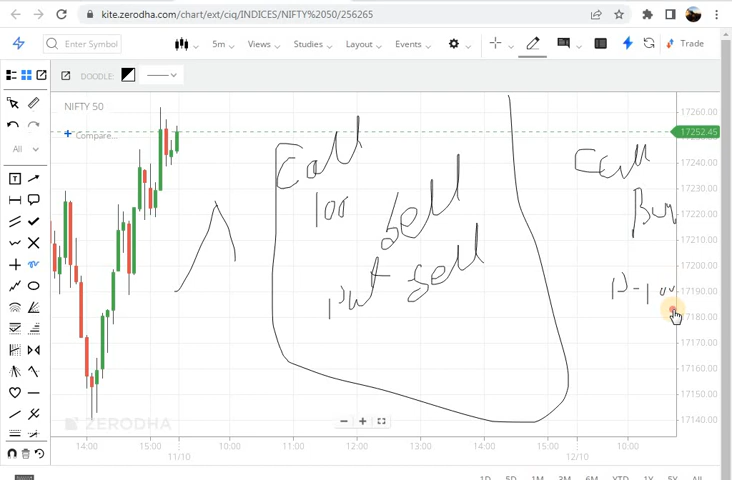 kite.zerodha.com/chart/ext/ciq/INDICES/NIFTY%2050/256265
Enter Symbol
5m
Views
Studies
Layout
Events
Trade
DOODLE:
NIFTY 50
Compare...
All
Call
100
Sell
Put Sell
Call
Buy
17260.00
17252.45
17240.00
17230.00
17220.00
17210.00
17200.00
17190.00
17180.00
17170.00
17160.00
17150.00
17140.00
ZERODHA
14:00
15:00
11/10
10:00
11:00
12:00
13:00
14:00
15:00
12/10
10:00
1D
5D
1M
3M
6M
YTD
1Y
5Y
All